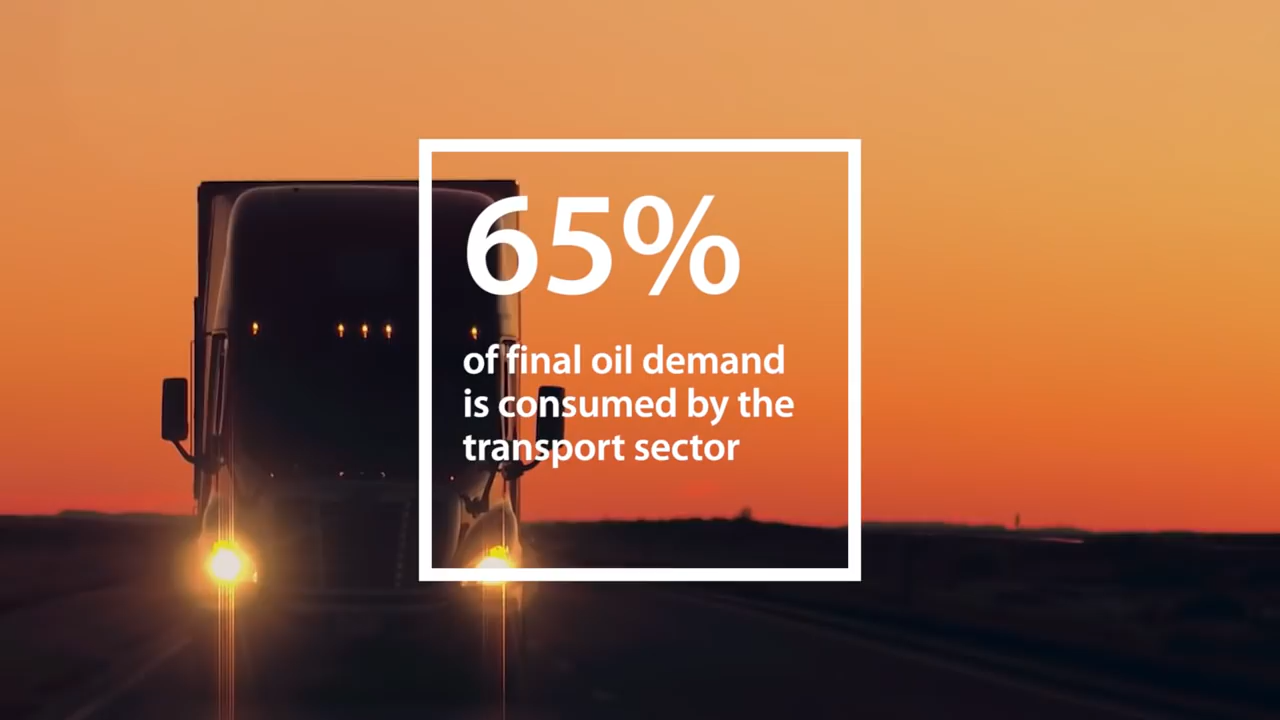 65%
of final oil demand
is consumed by the
transport sector